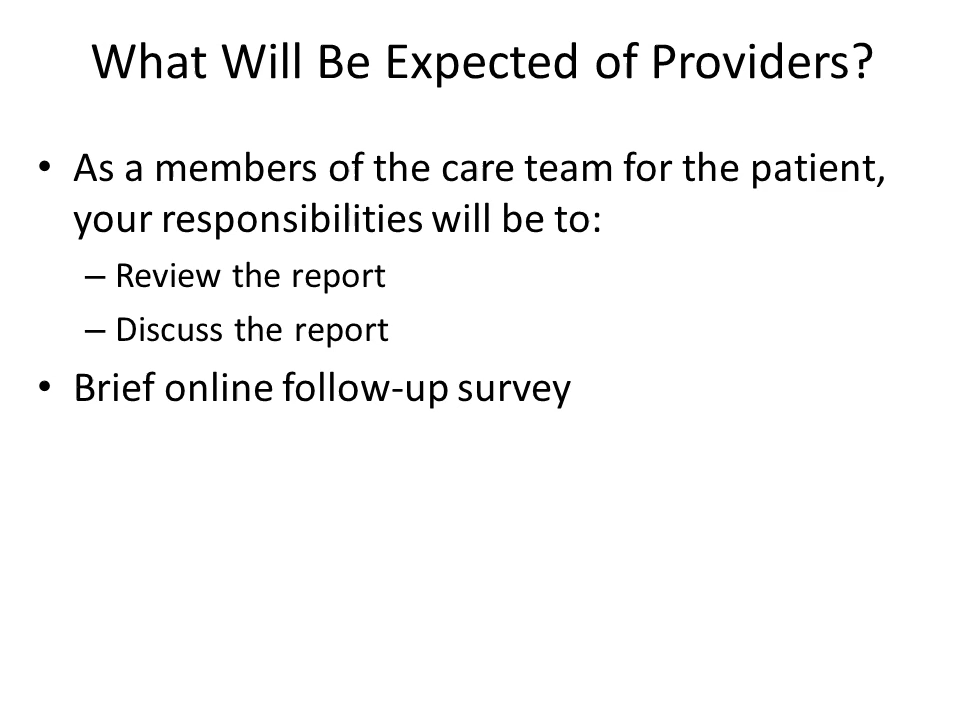 What Will Be Expected of Providers?
• As a members of the care team for the patient,
your responsibilities will be to:
– Review the report
– Discuss the report
• Brief online follow-up survey